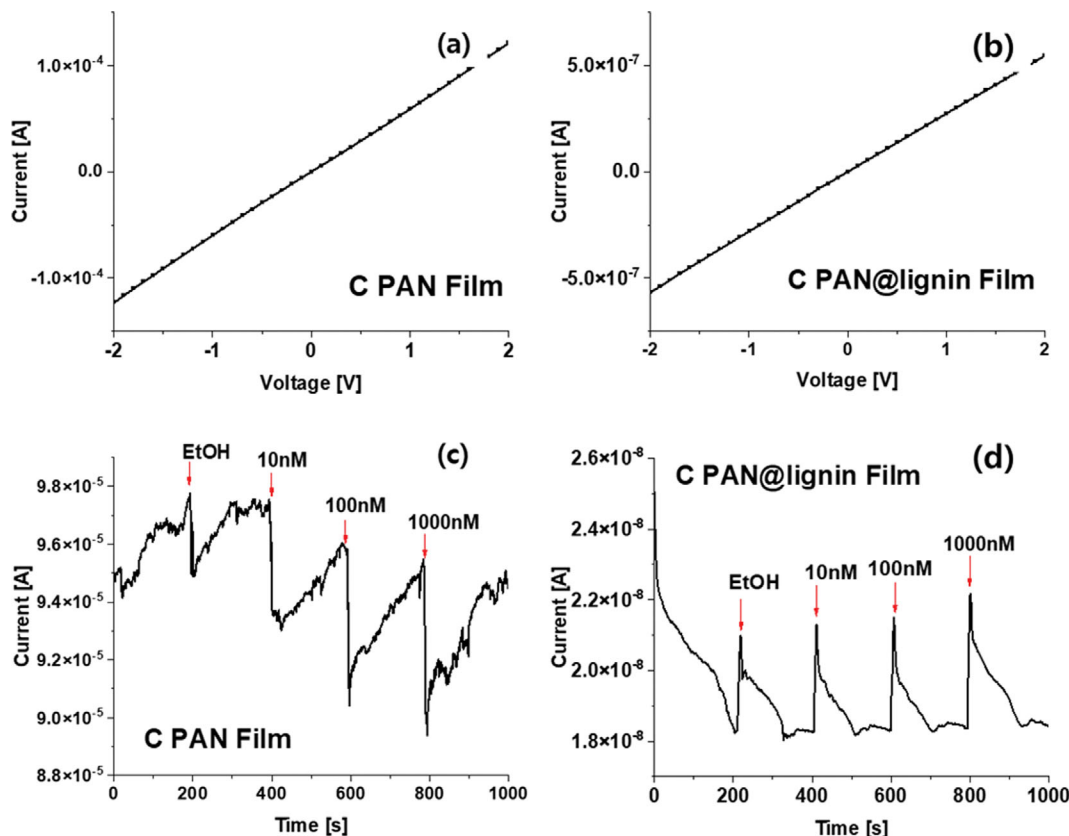 (a)
1.0×10⁻⁴
0.0
-1.0×10⁻⁴
Current [A]
C PAN Film
-2 -1 0 1 2
Voltage [V]
(b)
5.0×10⁻⁷
0.0
-5.0×10⁻⁷
Current [A]
C PAN@lignin Film
-2 -1 0 1 2
Voltage [V]
(c)
EtOH
10nM
100nM
1000nM
9.8×10⁻⁵
9.6×10⁻⁵
9.4×10⁻⁵
9.2×10⁻⁵
9.0×10⁻⁵
8.8×10⁻⁵
Current [A]
C PAN Film
0 200 400 600 800 1000
Time [s]
(d)
C PAN@lignin Film
EtOH
10nM
100nM
1000nM
2.6×10⁻⁸
2.4×10⁻⁸
2.2×10⁻⁸
2.0×10⁻⁸
1.8×10⁻⁸
Current [A]
0 200 400 600 800 1000
Time [s]